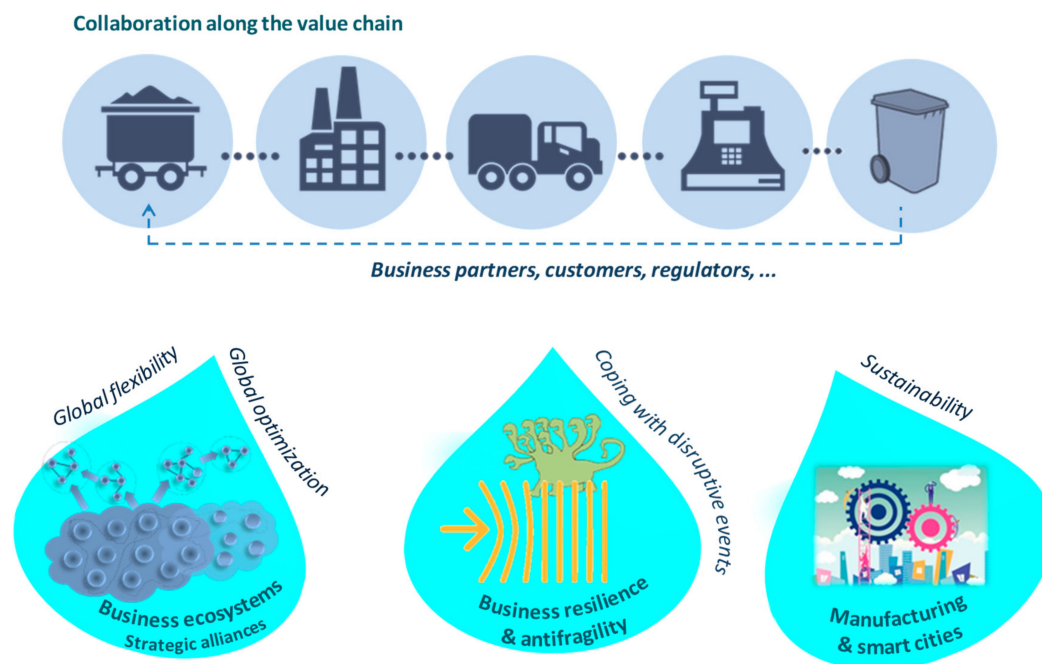 Collaboration along the value chain
Business partners, customers, regulators, ...
Global flexibility
Global optimization
Business ecosystems
Strategic alliances
Coping with disruptive events
Business resilience
& antifragility
Sustainability
Manufacturing
& smart cities